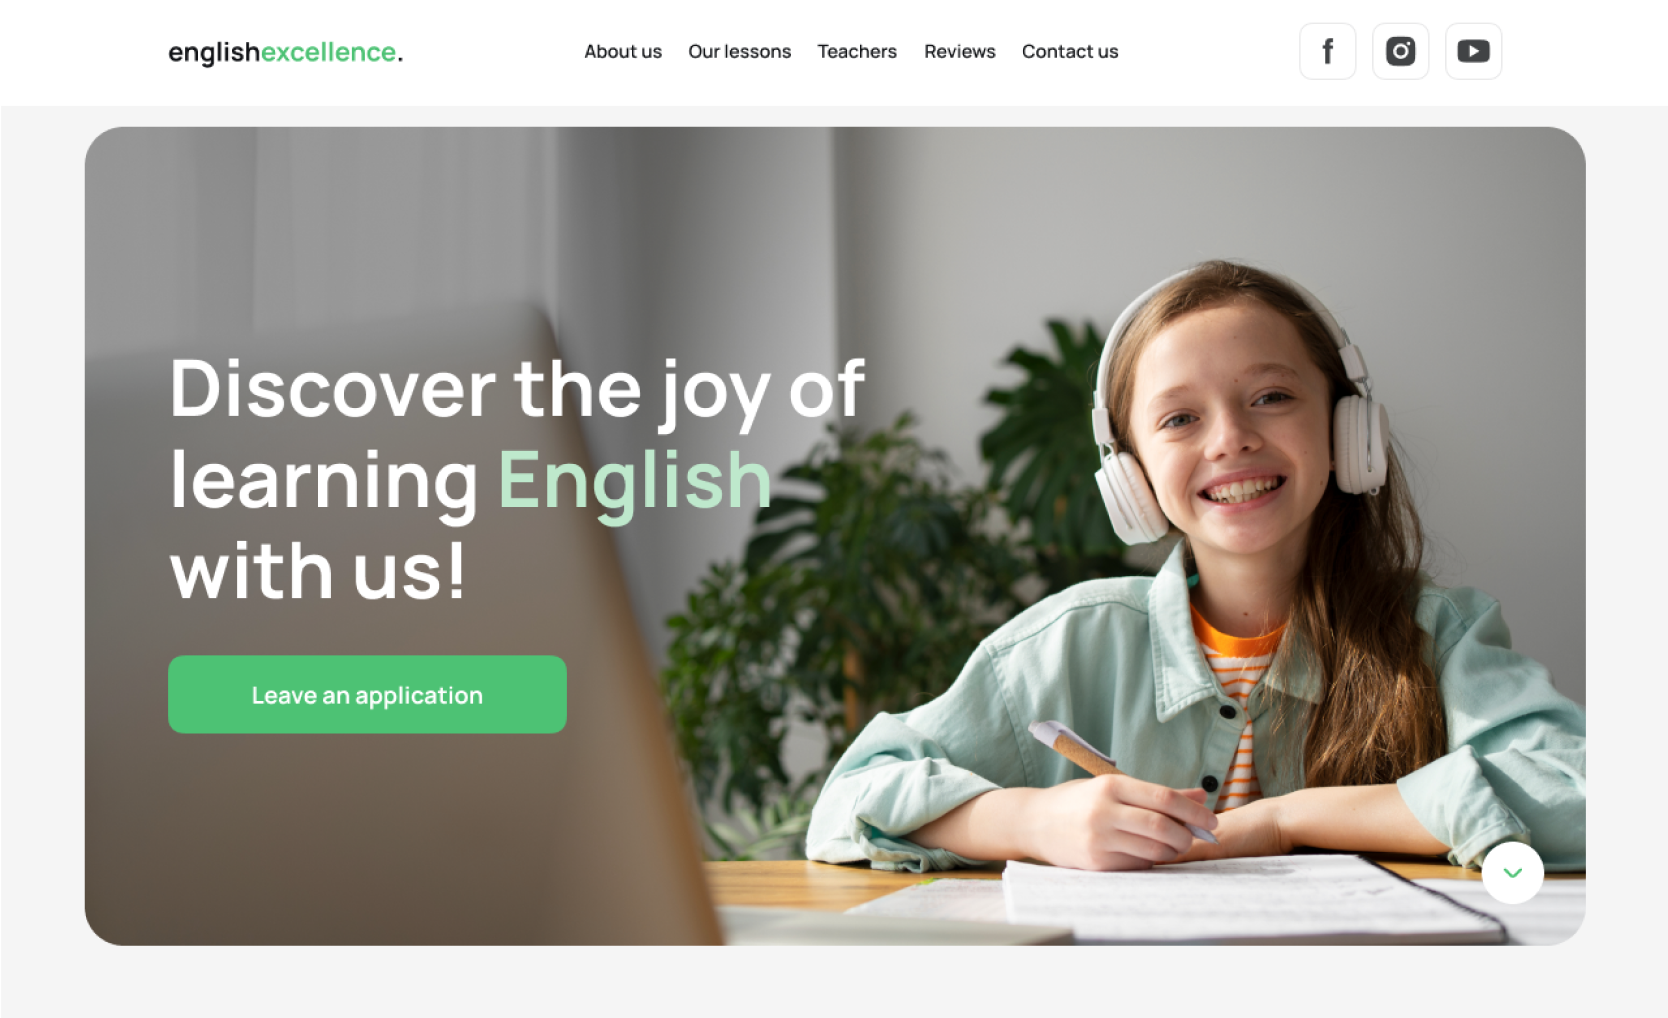 englishexcellence.
About us Our lessons Teachers Reviews Contact us
Discover the joy of
learning English
with us!
Leave an application